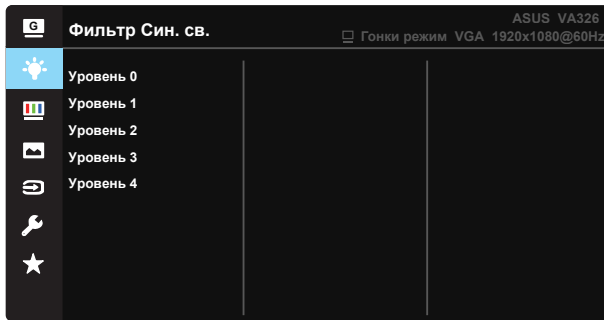 G
Фильтр Син. св.
ASUS VA326
Гонки режим VGA 1920x1080@60Hz
Уровень 0
Уровень 1
Уровень 2
Уровень 3
Уровень 4